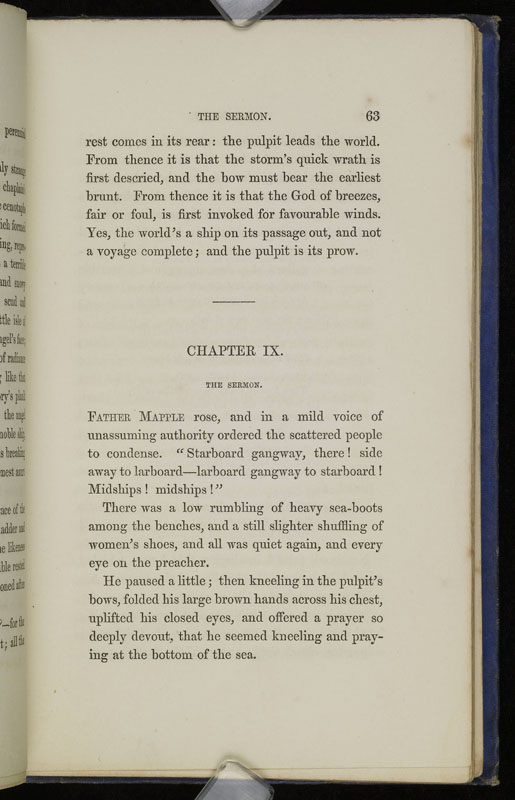 THE SERMON. 63
rest comes in its rear: the pulpit leads the world.
From thence it is that the storm's quick wrath is
first descried, and the bow must bear the earliest
brunt. From thence it is that the God of breezes,
fair or foul, is first invoked for favourable winds.
Yes, the world's a ship on its passage out, and not
a voyage complete; and the pulpit is its prow.
CHAPTER IX.
THE SERMON.
FATHER MAPPLE rose, and in a mild voice of
unassuming authority ordered the scattered people
to condense. "Starboard gangway, there! side
away to larboard—larboard gangway to starboard!
Midships! midships!"
There was a low rumbling of heavy sea-boots
among the benches, and a still slighter shuffling of
women's shoes, and all was quiet again, and every
eye on the preacher.
He paused a little; then kneeling in the pulpit's
bows, folded his large brown hands across his chest,
uplifted his closed eyes, and offered a prayer so
deeply devout, that he seemed kneeling and pray-
ing at the bottom of the sea.